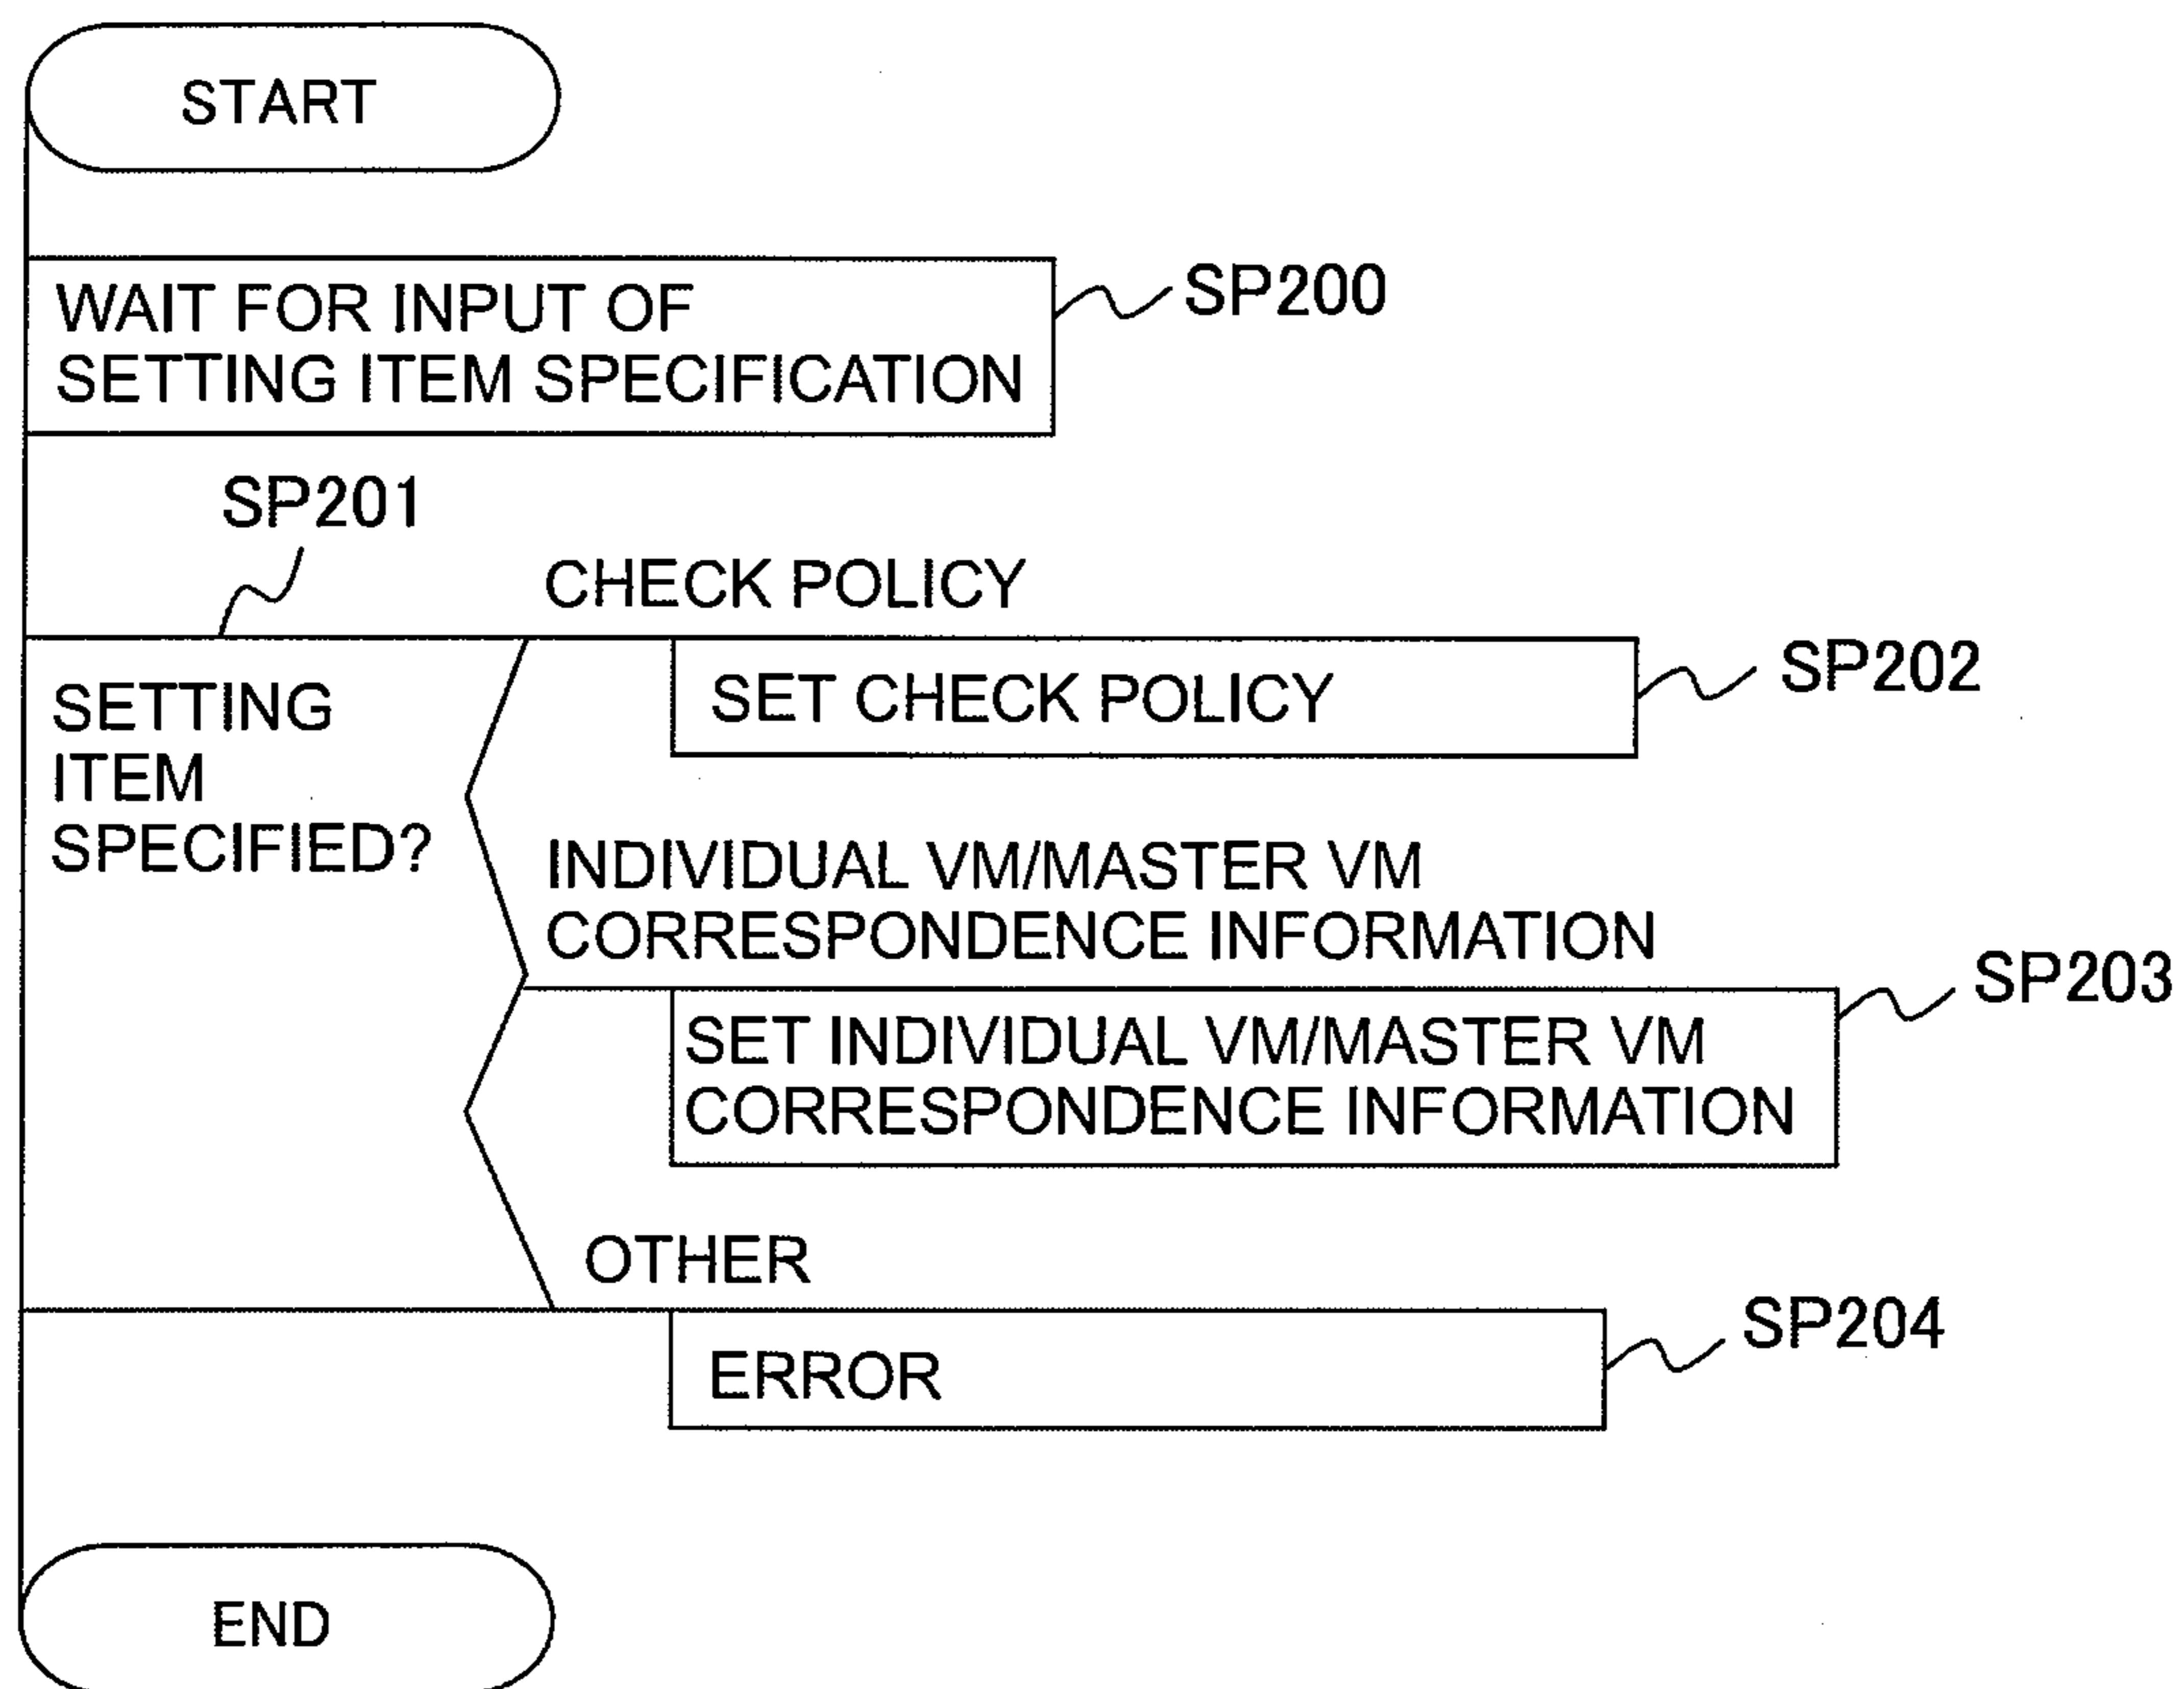 START
WAIT FOR INPUT OF
SETTING ITEM SPECIFICATION
SP200
SP201
CHECK POLICY
SETTING
ITEM
SPECIFIED?
SET CHECK POLICY
SP202
INDIVIDUAL VM/MASTER VM
CORRESPONDENCE INFORMATION
SP203
SET INDIVIDUAL VM/MASTER VM
CORRESPONDENCE INFORMATION
OTHER
SP204
ERROR
END